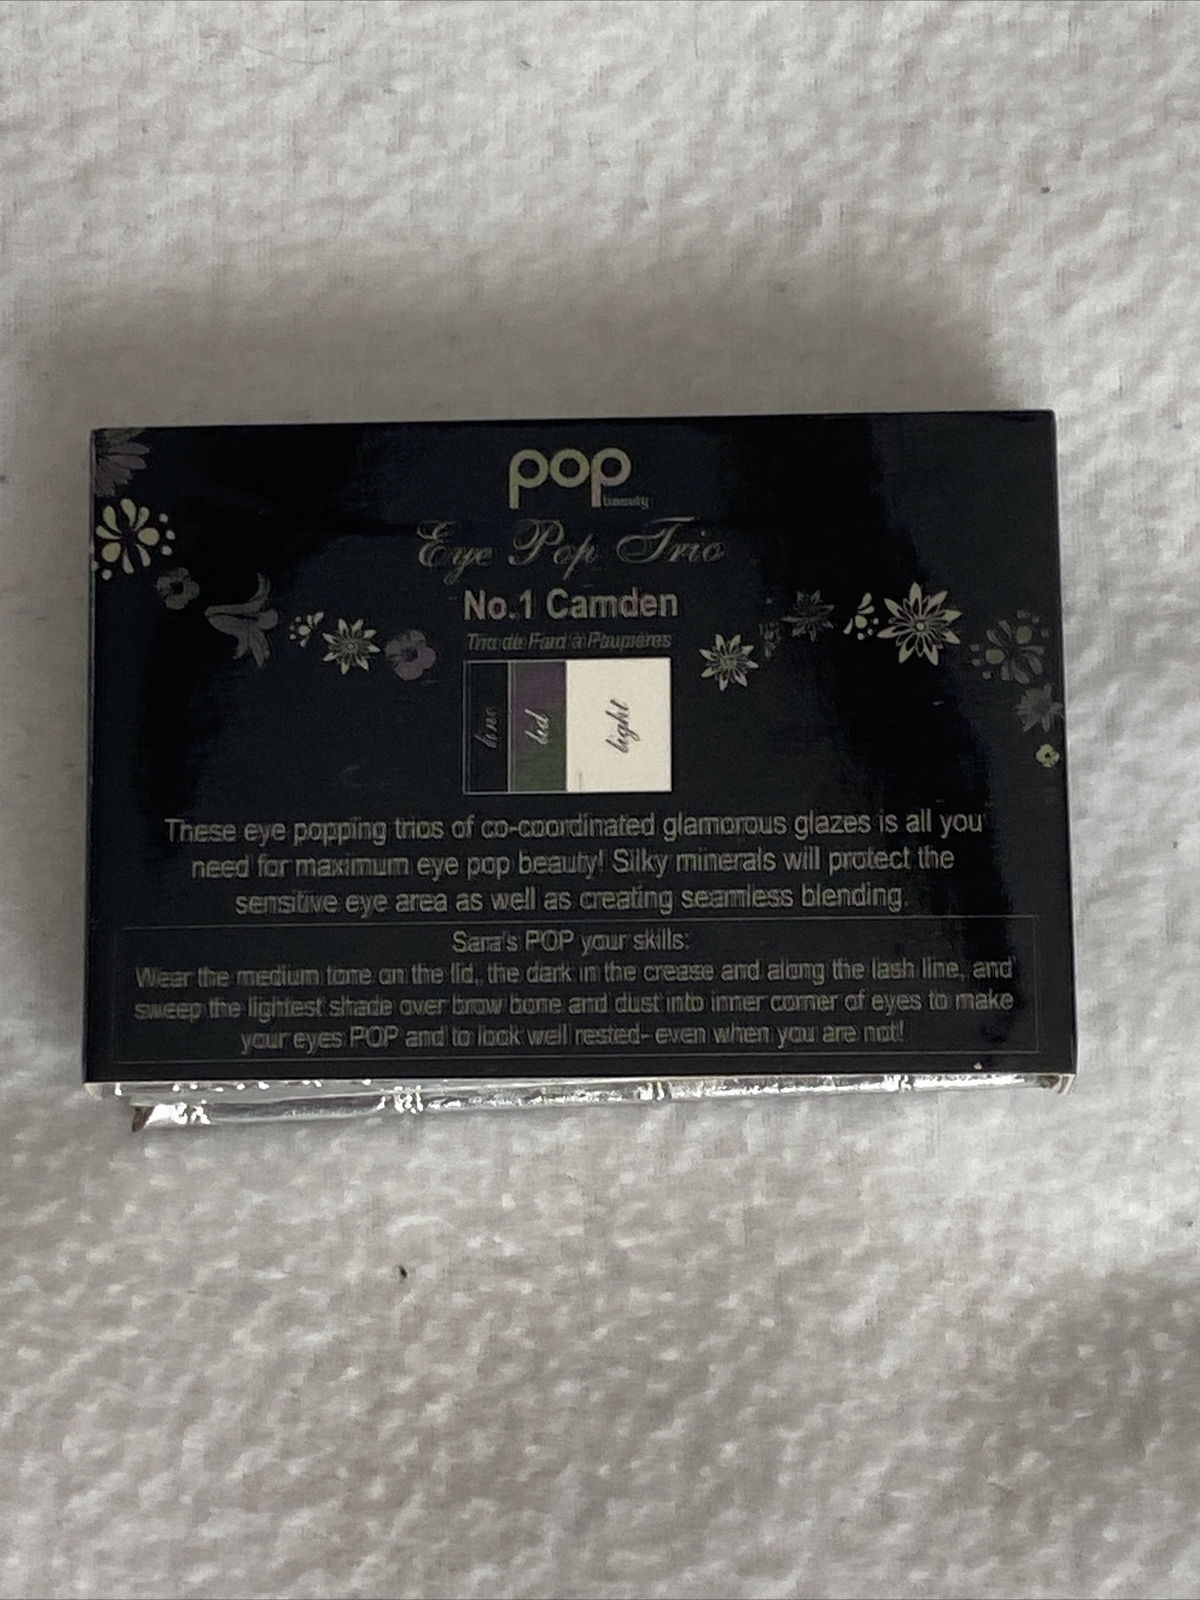 pop
beauty
Eye Pop Trio
No.1 Camden
Trio de Fard à Paupières
line
lid
light
These eye popping trios of co-coordinated glamorous glazes is all you
need for maximum eye pop beauty! Silky minerals will protect the
sensitive eye area as well as creating seamless blending.
Sara's POP your skills:
Wear the medium tone on the lid, the dark in the crease and along the lash line, and
sweep the lightest shade over brow bone and dust into inner corner of eyes to make
your eyes POP and to look well rested- even when you are not!